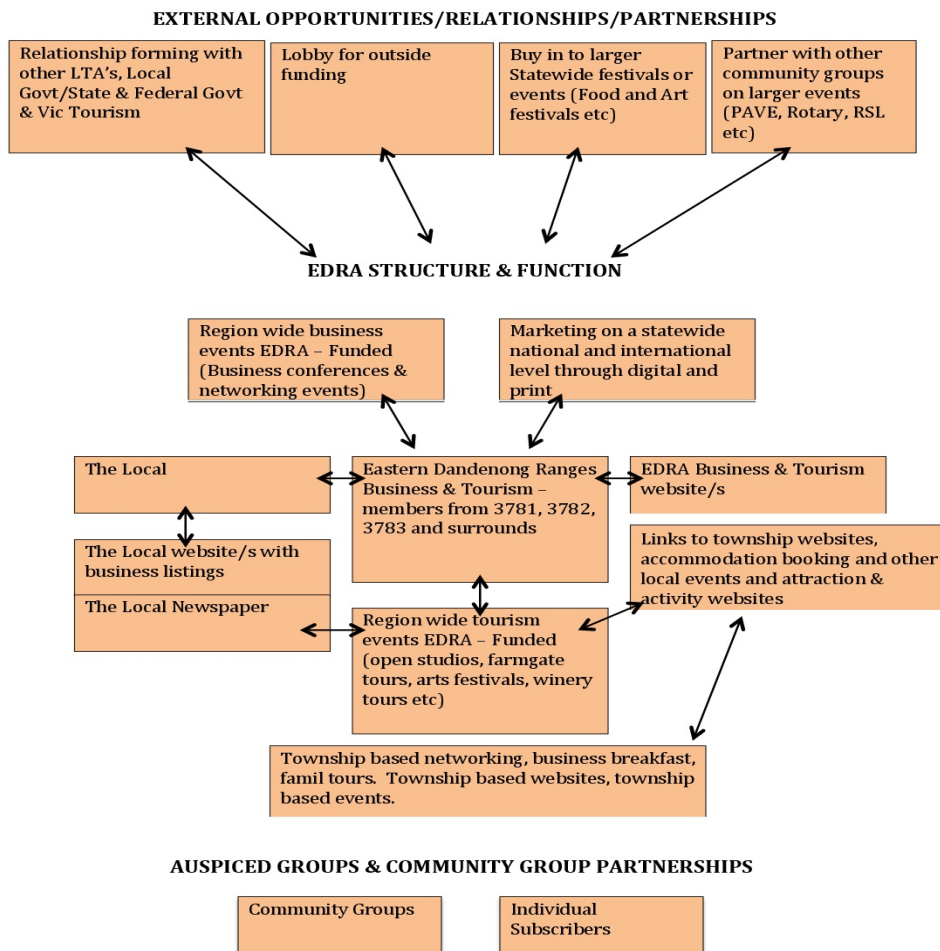 EXTERNAL OPPORTUNITIES/RELATIONSHIPS/PARTNERSHIPS
Relationship forming with
other LTA's, Local
Govt/State & Federal Govt
& Vic Tourism
Lobby for outside
funding
Buy in to larger
Statewide festivals or
events (Food and Art
festivals etc)
Partner with other
community groups
on larger events
(PAVE, Rotary, RSL
etc)
EDRA STRUCTURE & FUNCTION
Region wide business
events EDRA – Funded
(Business conferences &
networking events)
Marketing on a statewide
national and international
level through digital and
print
The Local
Eastern Dandenong Ranges
Business & Tourism –
members from 3781, 3782,
3783 and surrounds
EDRA Business & Tourism
website/s
The Local website/s with
business listings
Links to township websites,
accommodation booking and other
local events and attraction &
activity websites
The Local Newspaper
Region wide tourism
events EDRA – Funded
(open studios, farmgate
tours, arts festivals, winery
tours etc)
Township based networking, business breakfast,
famil tours.  Township based websites, township
based events.
AUSPICED GROUPS & COMMUNITY GROUP PARTNERSHIPS
Community Groups
Individual
Subscribers